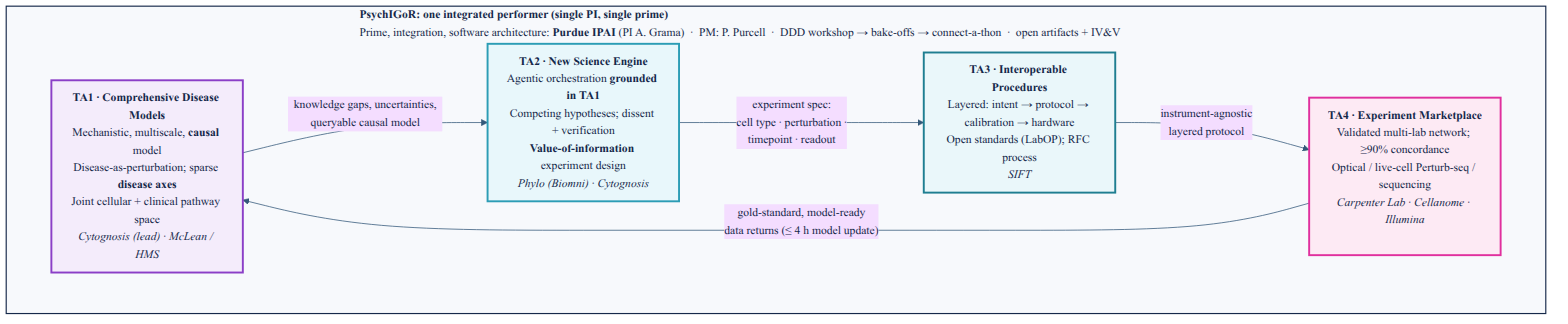 PsychIGoR: one integrated performer (single PI, single prime)
Prime, integration, software architecture: Purdue IPAI (PI A. Grama) · PM: P. Purcell · DDD workshop → bake-offs → connect-a-thon · open artifacts + IV&V
TA1 · Comprehensive Disease
Models
Mechanistic, multiscale, causal
model
Disease-as-perturbation; sparse
disease axes
Joint cellular + clinical pathway
space
Cytognosis (lead) · McLean /
HMS
knowledge gaps, uncertainties,
queryable causal model
TA2 · New Science Engine
Agentic orchestration grounded
in TA1
Competing hypotheses; dissent
+ verification
Value-of-information
experiment design
Phylo (Biomni) · Cytognosis
experiment spec:
cell type · perturbation ·
timepoint · readout
TA3 · Interoperable
Procedures
Layered: intent → protocol →
calibration → hardware
Open standards (LabOP); RFC
process
SIFT
instrument-agnostic
layered protocol
TA4 · Experiment Marketplace
Validated multi-lab network;
≥90% concordance
Optical / live-cell Perturb-seq /
sequencing
Carpenter Lab · Cellanome ·
Illumina
gold-standard, model-ready
data returns (≤ 4 h model update)